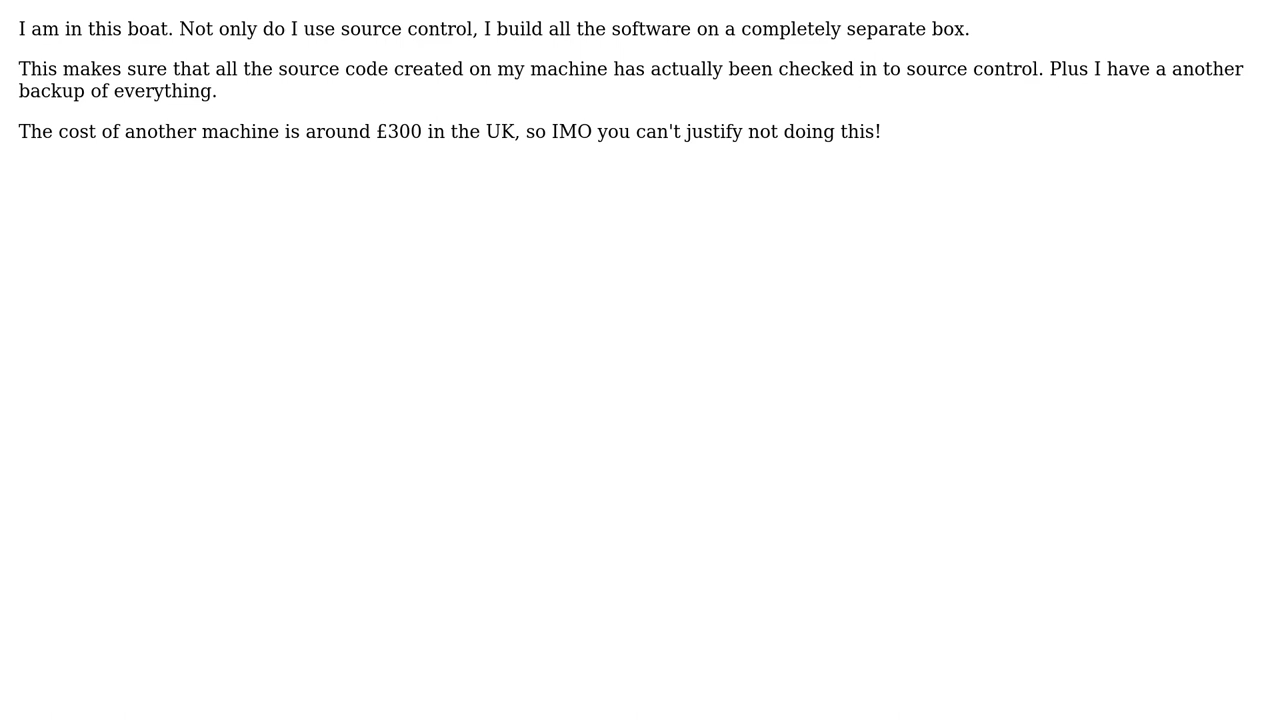 I am in this boat. Not only do I use source control, I build all the software on a completely separate box.
This makes sure that all the source code created on my machine has actually been checked in to source control. Plus I have a another
backup of everything.
The cost of another machine is around £300 in the UK, so IMO you can't justify not doing this!